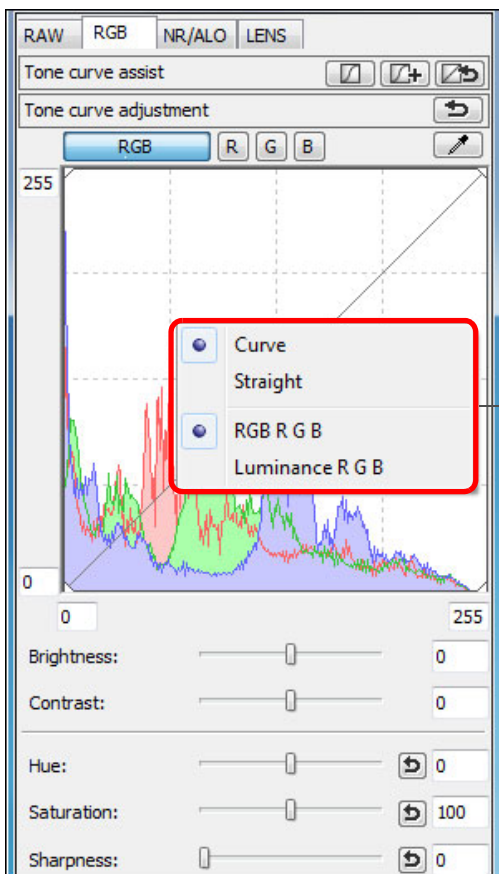 RAW RGB NR/ALO LENS
Tone curve assist
Tone curve adjustment
RGB R G B
255
Curve
Straight
RGB R G B
Luminance R G B
0
0 255
Brightness: 0
Contrast: 0
Hue: 0
Saturation: 100
Sharpness: 0